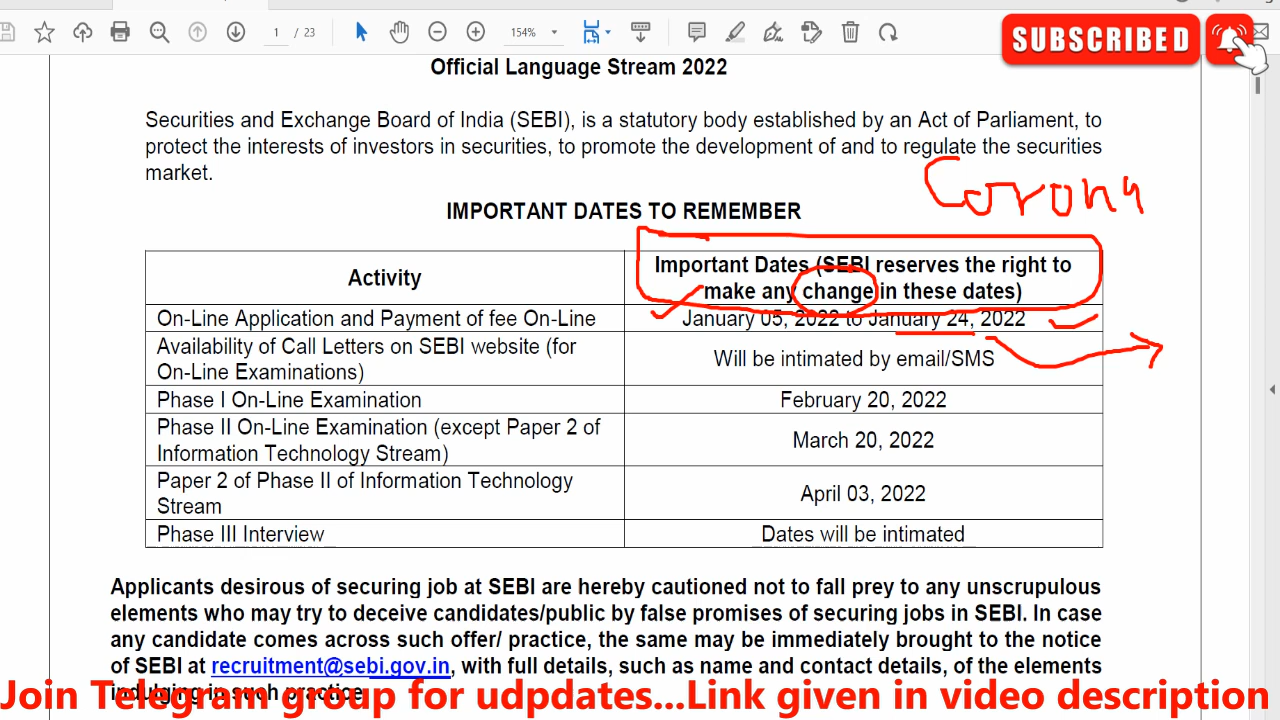 1 / 23
154%
SUBSCRIBED
Official Language Stream 2022
Securities and Exchange Board of India (SEBI), is a statutory body established by an Act of Parliament, to
protect the interests of investors in securities, to promote the development of and to regulate the securities
market.
Corona
IMPORTANT DATES TO REMEMBER
Activity
Important Dates (SEBI reserves the right to
make any change in these dates)
On-Line Application and Payment of fee On-Line
January 05, 2022 to January 24, 2022
Availability of Call Letters on SEBI website (for
On-Line Examinations)
Will be intimated by email/SMS
Phase I On-Line Examination
February 20, 2022
Phase II On-Line Examination (except Paper 2 of
Information Technology Stream)
March 20, 2022
Paper 2 of Phase II of Information Technology
Stream
April 03, 2022
Phase III Interview
Dates will be intimated
Applicants desirous of securing job at SEBI are hereby cautioned not to fall prey to any unscrupulous
elements who may try to deceive candidates/public by false promises of securing jobs in SEBI. In case
any candidate comes across such offer/ practice, the same may be immediately brought to the notice
of SEBI at recruitment@sebi.gov.in, with full details, such as name and contact details, of the elements
indulging in such practice.
Join Telegram group for udpdates...Link given in video description